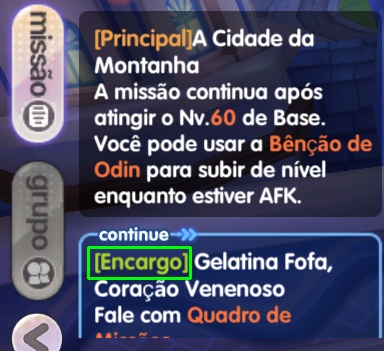 missão
[Principal]A Cidade da
Montanha
A missão continua após
atingir o Nv.60 de Base.
Você pode usar a Bênção de
Odin para subir de nível
enquanto estiver AFK.
grupo
continue
[Encargo] Gelatina Fofa,
Coração Venenoso
Fale com Quadro de
Missões